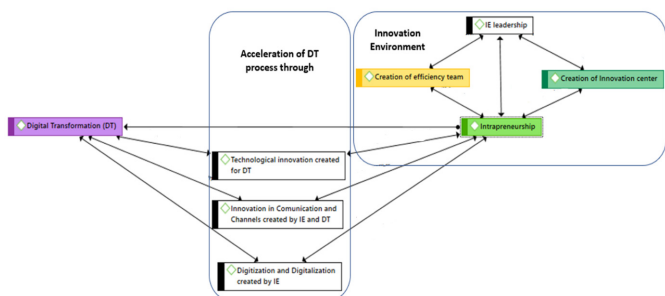 Acceleration of DT
process through
Innovation
Environment
IE leadership
Creation of efficiency team
Creation of Innovation center
Digital Transformation (DT)
Intrapreneurship
Technological innovation created
for DT
Innovation in Comunication and
Channels created by IE and DT
Digitization and Digitalization
created by IE